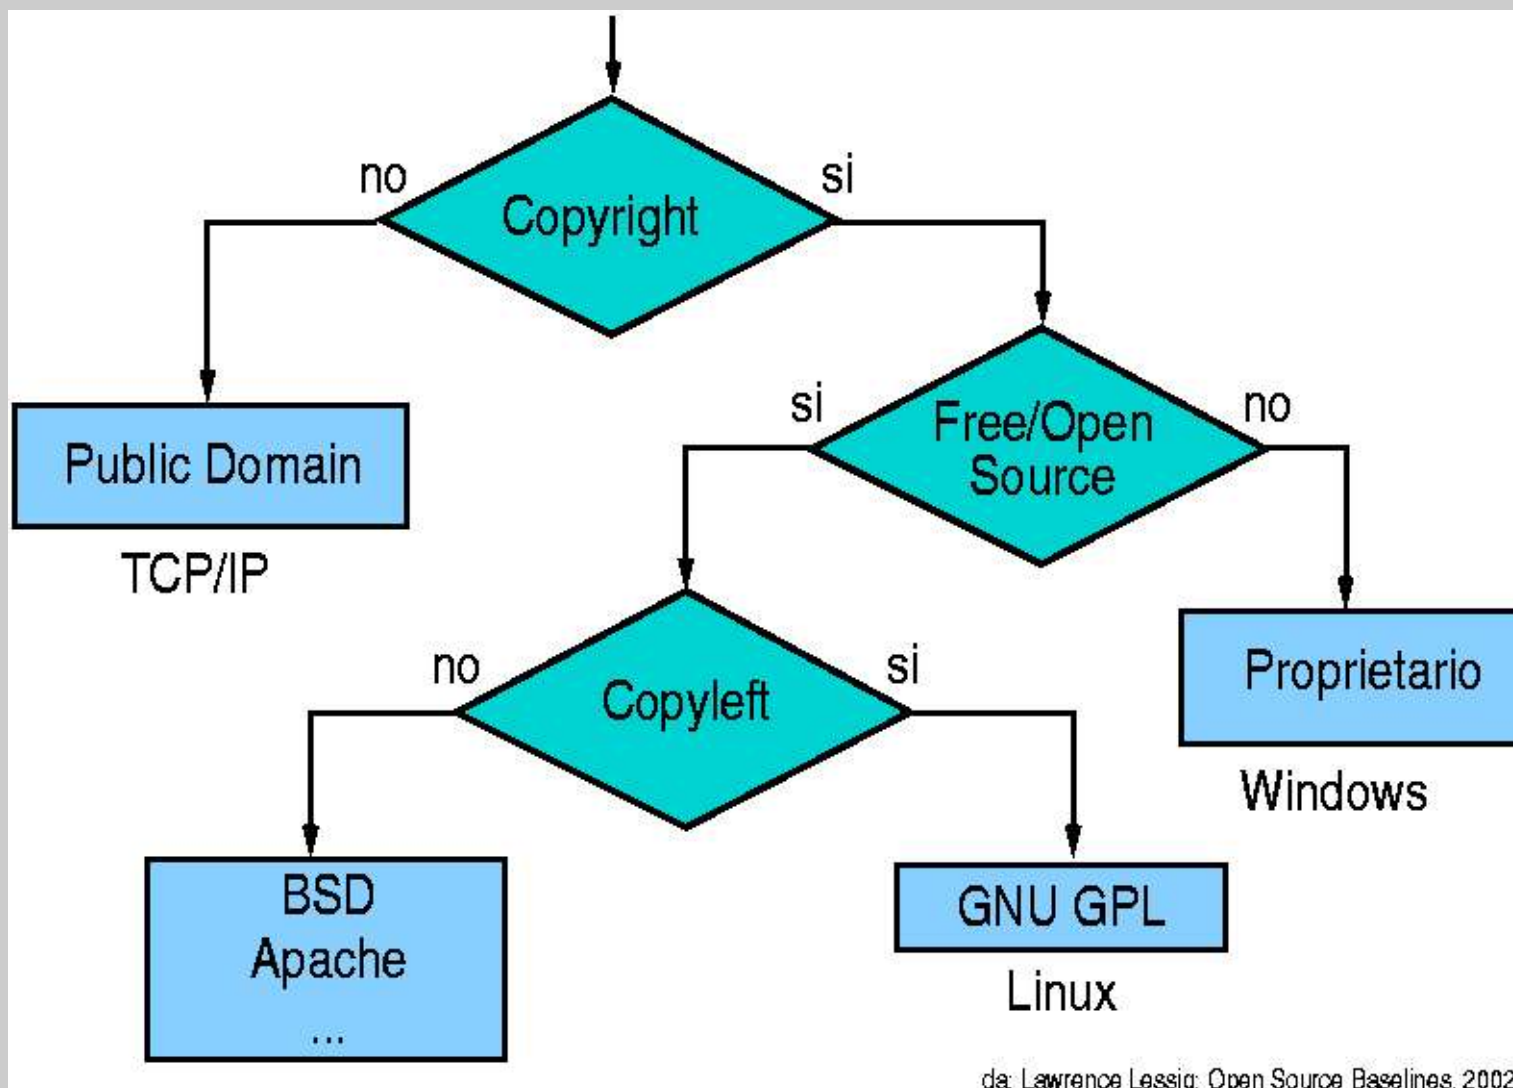 no
si
Copyright
si
Free/Open
no
Source
Public Domain
TCP/IP
no
si
Copyleft
Proprietario
Windows
BSD
GNU GPL
Apache
Linux
...
da: Lawrence Lessig: Open Source Baselines, 2002